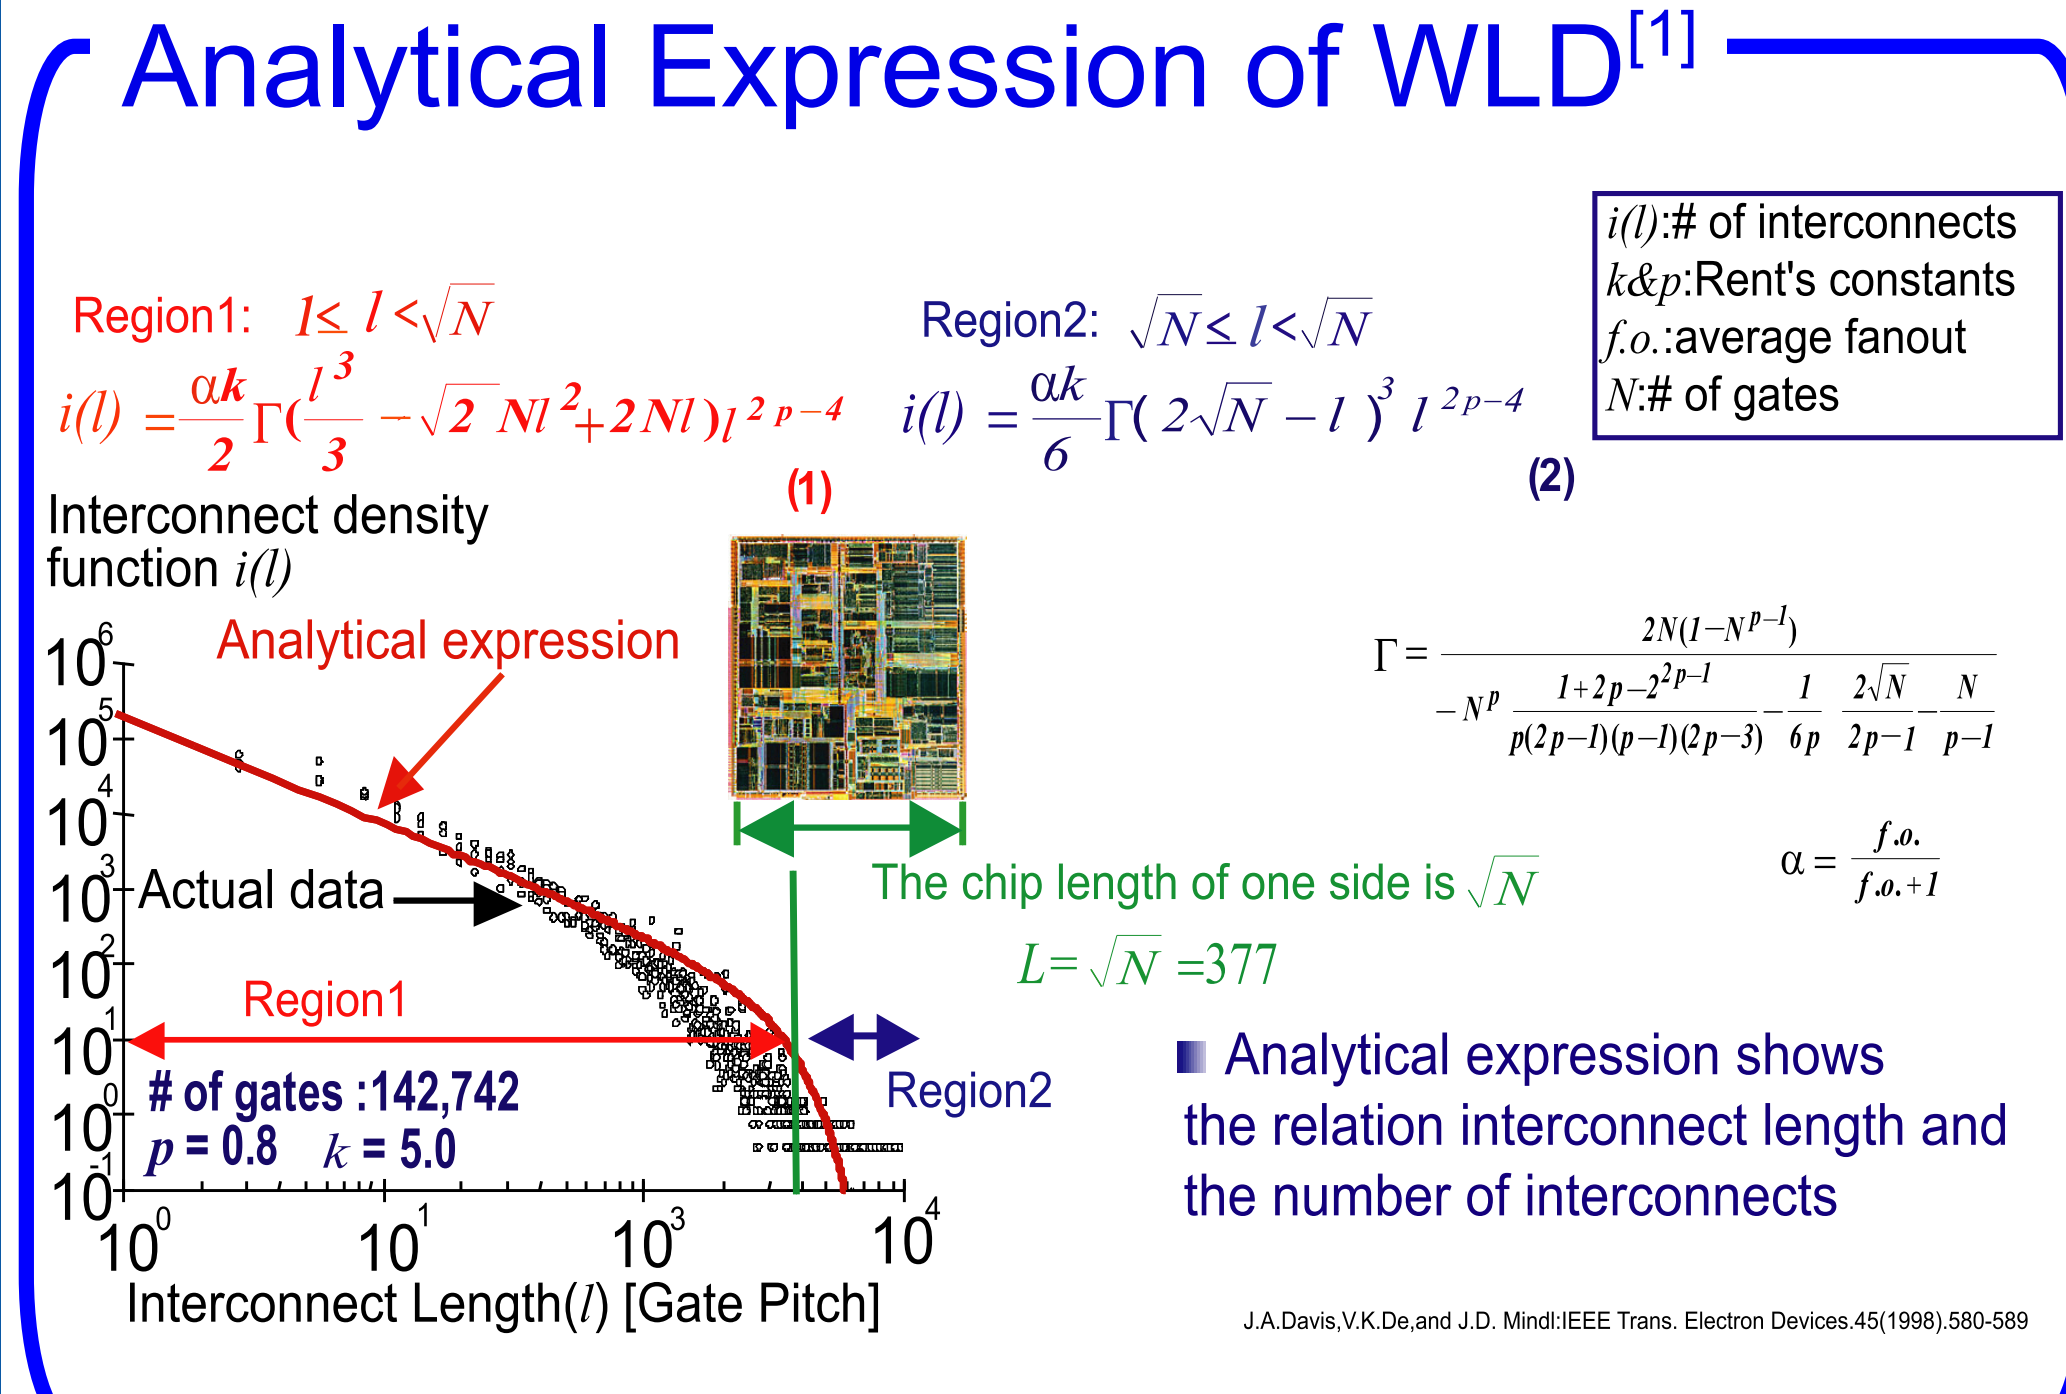 Analytical Expression of WLD[1]
i(l):# of interconnects
k&p:Rent's constants
f.o.:average fanout
N:# of gates
Region1: 1≤ l <√N
i(l) = αk/2 Γ(l^3/3 − √2 Nl^2+2Nl)l^2p−4
(1)
Region2: √N≤ l<√N
i(l) = αk/6 Γ(2√N − l)^3 l^2p−4
(2)
Interconnect density
function i(l)
Analytical expression
Actual data
Region1
# of gates :142,742
p = 0.8 k = 5.0
10^6
10^5
10^4
10^3
10^2
10^1
10^0
10^-1
10^0 10^1 10^3 10^4
Interconnect Length(l) [Gate Pitch]
The chip length of one side is √N
L= √N =377
Region2
Γ = 2N(1−N^p−1) / −N^p (1+2p−2^2p−1)/(p(2p−1)(p−1)(2p−3)) − 1/6p 2√N/2p−1 − N/p−1
α = f.o./f.o.+1
Analytical expression shows
the relation interconnect length and
the number of interconnects
J.A.Davis,V.K.De,and J.D. Mindl:IEEE Trans. Electron Devices.45(1998).580-589